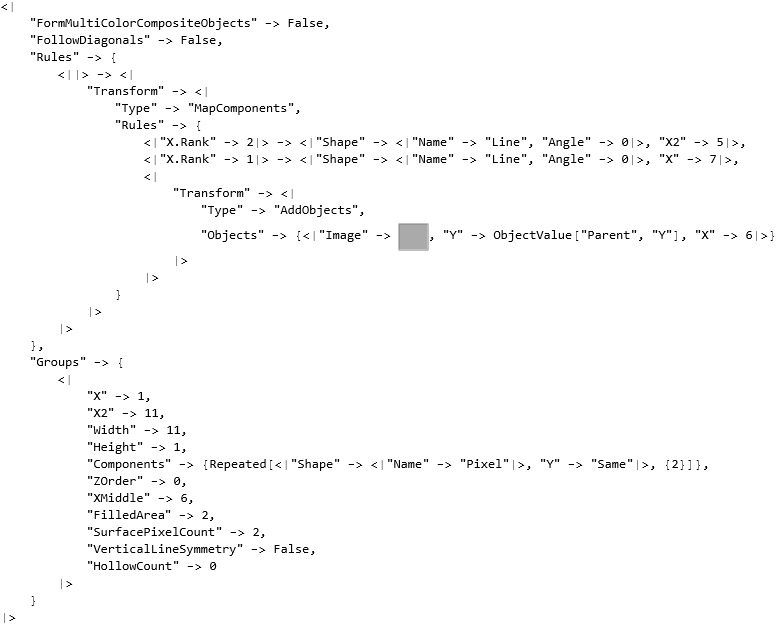 <|
"FormMultiColorCompositeObjects" -> False,
"FollowDiagonals" -> False,
"Rules" -> {
<||> -> <|
"Transform" -> <|
"Type" -> "MapComponents",
"Rules" -> {
<|"X.Rank" -> 2|> -> <|"Shape" -> <|"Name" -> "Line", "Angle" -> 0|>, "X2" -> 5|>,
<|"X.Rank" -> 1|> -> <|"Shape" -> <|"Name" -> "Line", "Angle" -> 0|>, "X" -> 7|>,
<|
"Transform" -> <|
"Type" -> "AddObjects",
"Objects" -> {<|"Image" -> , "Y" -> ObjectValue["Parent", "Y"], "X" -> 6|>}
|>
|>
}
|>
|>
},
"Groups" -> {
<|
"X" -> 1,
"X2" -> 11,
"Width" -> 11,
"Height" -> 1,
"Components" -> {Repeated[<|"Shape" -> <|"Name" -> "Pixel"|>, "Y" -> "Same"|>, {2}]},
"ZOrder" -> 0,
"XMiddle" -> 6,
"FilledArea" -> 2,
"SurfacePixelCount" -> 2,
"VerticalLineSymmetry" -> False,
"HollowCount" -> 0
|>
}
|>